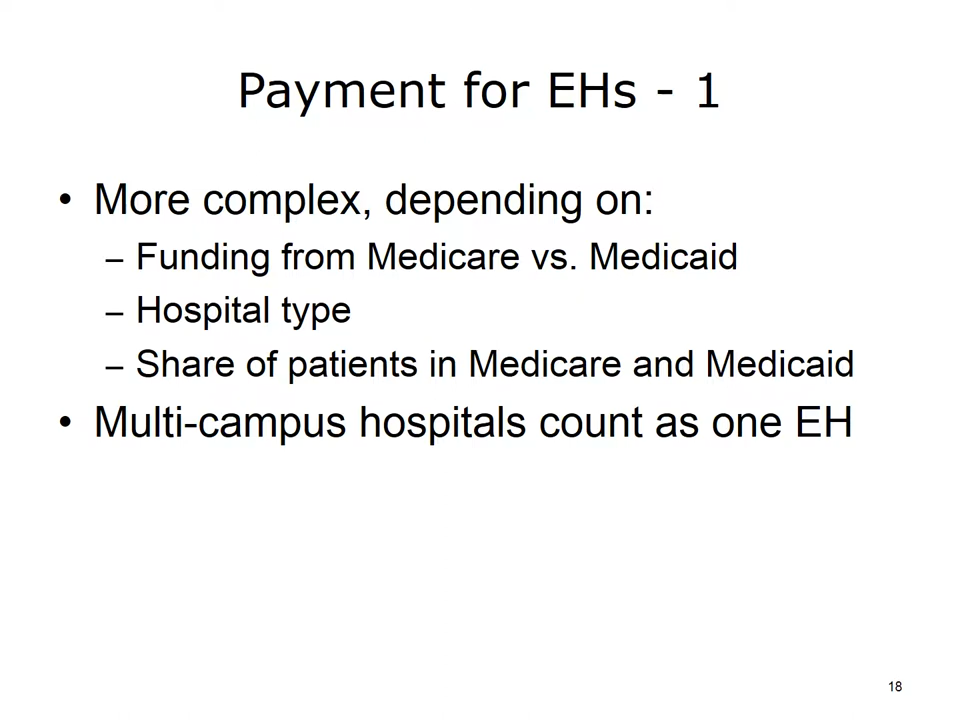 Payment for EHs - 1
• More complex, depending on:
– Funding from Medicare vs. Medicaid
– Hospital type
– Share of patients in Medicare and Medicaid
• Multi-campus hospitals count as one EH
18